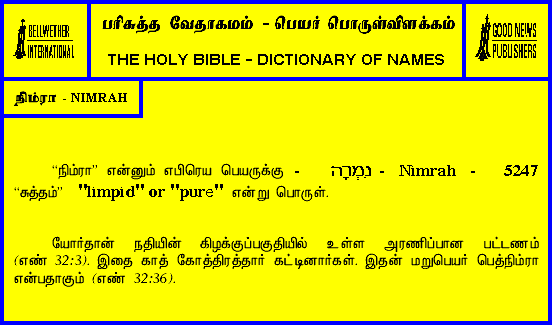 BELLWETHER
INTERNATIONAL
பரிசுத்த வேதாகமம் - பெயர் பொருள்விளக்கம்
THE HOLY BIBLE - DICTIONARY OF NAMES
GOOD NEWS
PUBLISHERS
நிம்ரா - NIMRAH
“நிம்ரா” என்னும் எபிரெய பெயருக்கு - נִמְרָה - Nimrah - 5247
“சுத்தம்” "limpid" or "pure" என்று பொருள்.
யோர்தான் நதியின் கிழக்குப்பகுதியில் உள்ள அரணிப்பான பட்டணம்
(எண் 32:3). இதை காத் கோத்திரத்தார் கட்டினார்கள். இதன் மறுபெயர் பெத்நிம்ரா
என்பதாகும் (எண் 32:36).